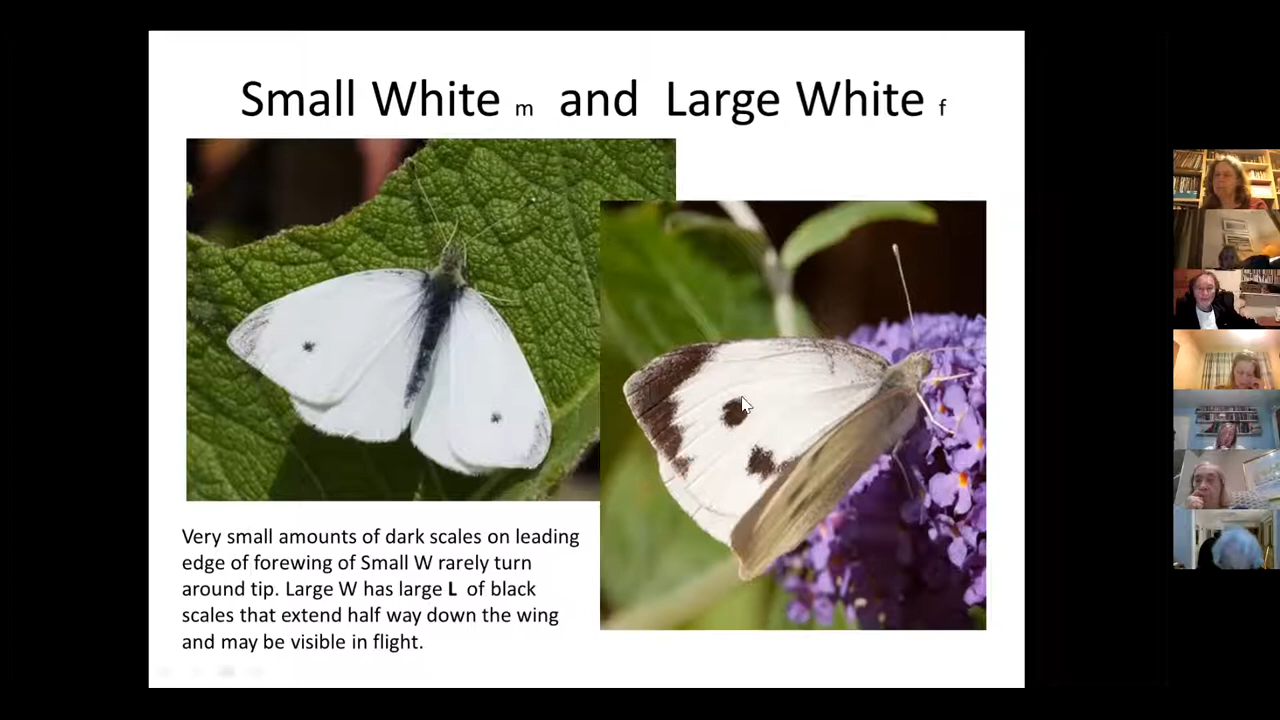 Small White m and Large White f
Very small amounts of dark scales on leading
edge of forewing of Small W rarely turn
around tip. Large W has large L of black
scales that extend half way down the wing
and may be visible in flight.